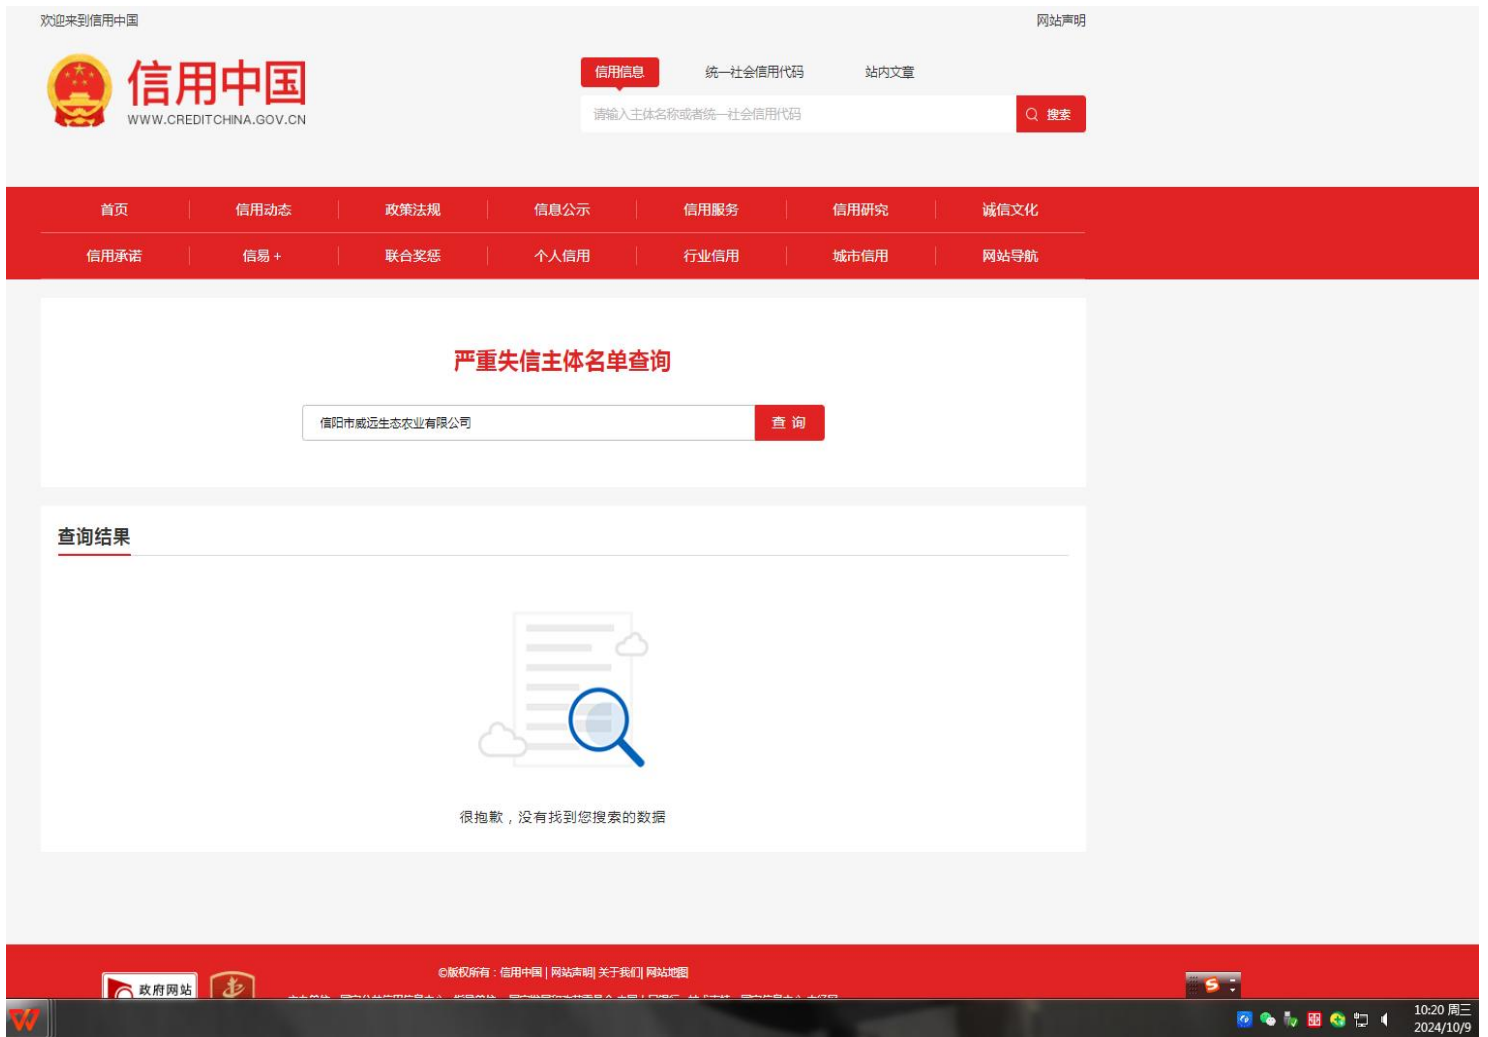 欢迎来到信用中国
网站声明
信用中国
WWW.CREDITCHINA.GOV.CN
信用信息 统一社会信用代码 站内文章
请输入主体名称或者统一社会信用代码
搜索
首页 信用动态 政策法规 信息公示 信用服务 信用研究 诚信文化
信用承诺 信易+ 联合奖惩 个人信用 行业信用 城市信用 网站导航
严重失信主体名单查询
信阳市威远生态农业有限公司
查 询
查询结果
很抱歉，没有找到您搜索的数据
©版权所有：信用中国 | 网站声明| 关于我们| 网站地图
政府网站
10:20 周三
2024/10/9